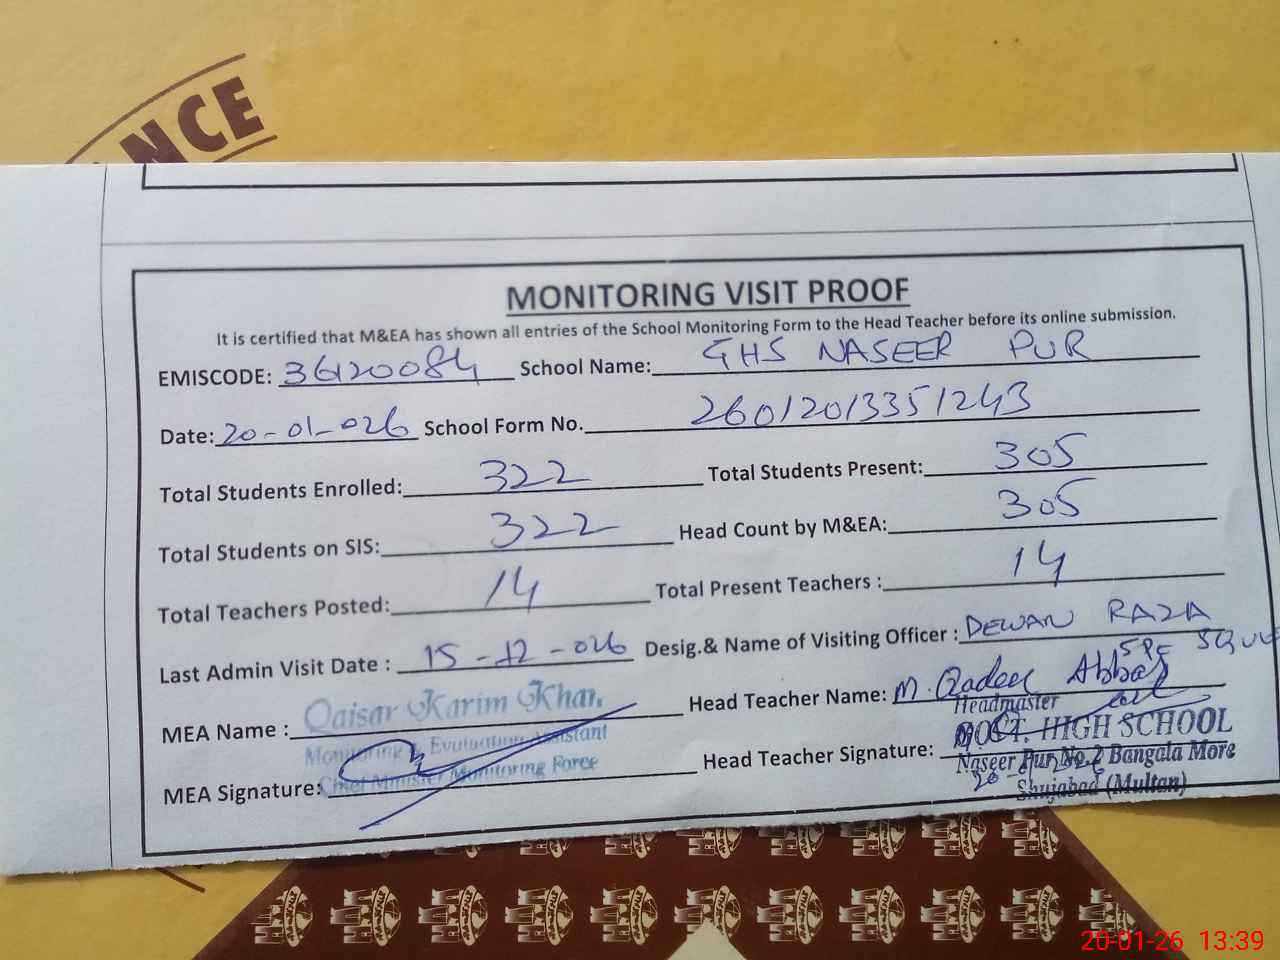 NCE
MONITORING VISIT PROOF
It is certified that M&EA has shown all entries of the School Monitoring Form to the Head Teacher before its online submission.
EMISCODE: 36120084 School Name: GHS NASEER PUR
Date: 20-01-026 School Form No. 26012013351243
Total Students Enrolled: 322 Total Students Present: 305
Total Students on SIS: 322 Head Count by M&EA: 305
Total Teachers Posted: 14 Total Present Teachers : 14
Last Admin Visit Date : 15-12-026 Desig.& Name of Visiting Officer : DEWAN RAZA
MEA Name : Qaisar Karim Khan Head Teacher Name: M. Qadeer Abbas
Monitoring & Evaluation Assistant
Chief Minister Monitoring Force
MEA Signature: Head Teacher Signature:
Headmaster
GOVT. HIGH SCHOOL
Naseer Pur No.2 Bangala More
Shujabad (Multan)
20-01-26 13:39